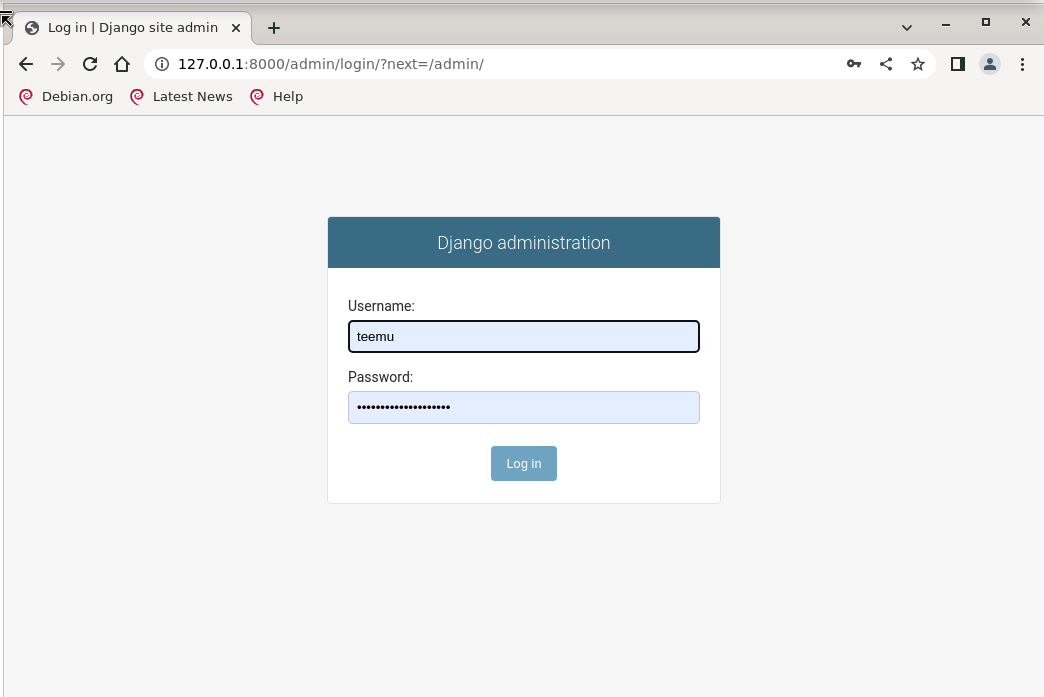 Log in | Django site admin
127.0.0.1:8000/admin/login/?next=/admin/
Debian.org Latest News Help
Django administration
Username:
teemu
Password:
••••••••••••••••••••
Log in